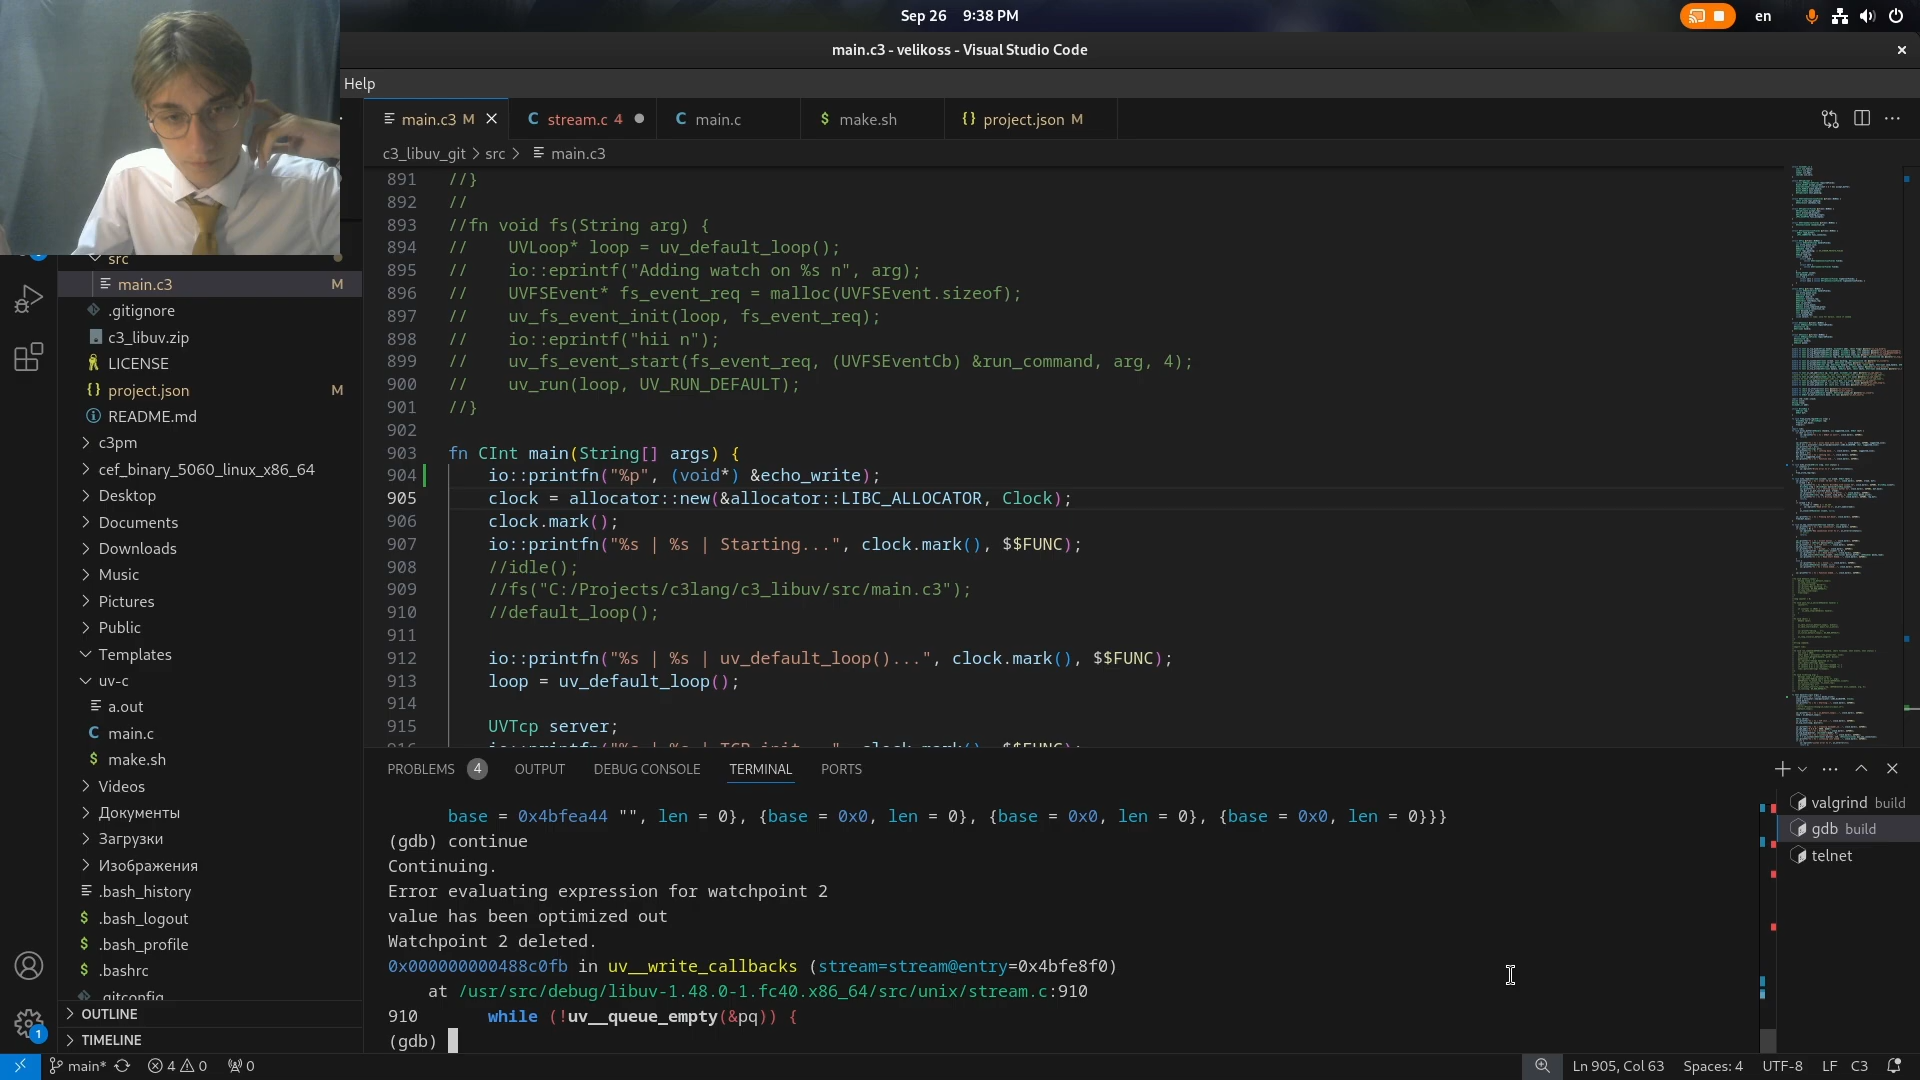 Sep 26 9:38 PM
en
main.c3 - velikoss - Visual Studio Code
Help
main.c3 M
stream.c 4
main.c
make.sh
project.json M
c3_libuv_git > src > main.c3
src
main.c3 M
.gitignore
c3_libuv.zip
LICENSE
project.json M
README.md
c3pm
cef_binary_5060_linux_x86_64
Desktop
Documents
Downloads
Music
Pictures
Public
Templates
uv-c
a.out
main.c
make.sh
Videos
Документы
Загрузки
Изображения
.bash_history
.bash_logout
.bash_profile
.bashrc
.gitconfig
OUTLINE
TIMELINE
891 //}
892 //
893 //fn void fs(String arg) {
894 //    UVLoop* loop = uv_default_loop();
895 //    io::eprintf("Adding watch on %s n", arg);
896 //    UVFSEvent* fs_event_req = malloc(UVFSEvent.sizeof);
897 //    uv_fs_event_init(loop, fs_event_req);
898 //    io::eprintf("hii n");
899 //    uv_fs_event_start(fs_event_req, (UVFSEventCb) &run_command, arg, 4);
900 //    uv_run(loop, UV_RUN_DEFAULT);
901 //}
902
903 fn CInt main(String[] args) {
904     io::printfn("%p", (void*) &echo_write);
905     clock = allocator::new(&allocator::LIBC_ALLOCATOR, Clock);
906     clock.mark();
907     io::printfn("%s | %s | Starting...", clock.mark(), $$FUNC);
908     //idle();
909     //fs("C:/Projects/c3lang/c3_libuv/src/main.c3");
910     //default_loop();
911
912     io::printfn("%s | %s | uv_default_loop()...", clock.mark(), $$FUNC);
913     loop = uv_default_loop();
914
915     UVTcp server;
916     io::printfn("%s | %s | TCP init...", clock.mark(), $$FUNC);
PROBLEMS 4 OUTPUT DEBUG CONSOLE TERMINAL PORTS
base = 0x4bfea44 "", len = 0}, {base = 0x0, len = 0}, {base = 0x0, len = 0}, {base = 0x0, len = 0}}}
(gdb) continue
Continuing.
Error evaluating expression for watchpoint 2
value has been optimized out
Watchpoint 2 deleted.
0x000000000488c0fb in uv__write_callbacks (stream=stream@entry=0x4bfe8f0)
    at /usr/src/debug/libuv-1.48.0-1.fc40.x86_64/src/unix/stream.c:910
910       while (!uv__queue_empty(&pq)) {
(gdb)
valgrind build
gdb build
telnet
1
main* 4 0 0
Ln 905, Col 63 Spaces: 4 UTF-8 LF C3